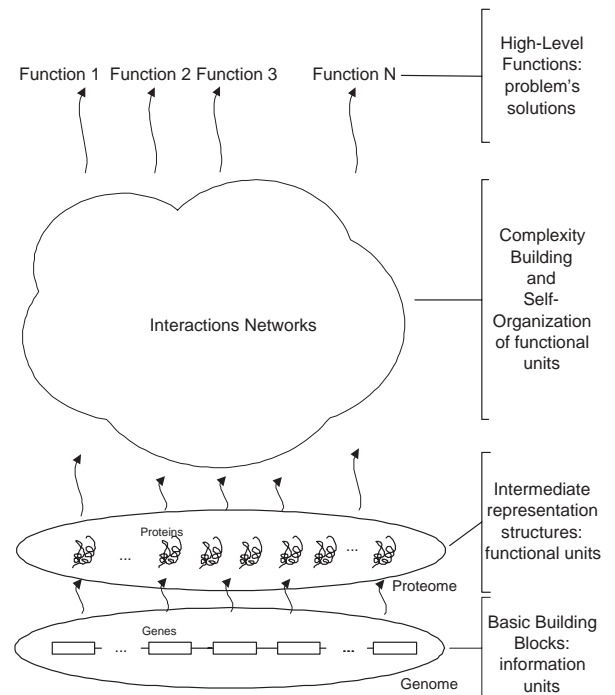 Function 1 Function 2 Function 3 Function N
High-Level
Functions:
problem's
solutions
Interactions Networks
Complexity
Building
and
Self-
Organization
of functional
units
Proteins
... ...
Proteome
Intermediate
representation
structures:
functional units
Genes
... ...
Genome
Basic Building
Blocks:
information
units